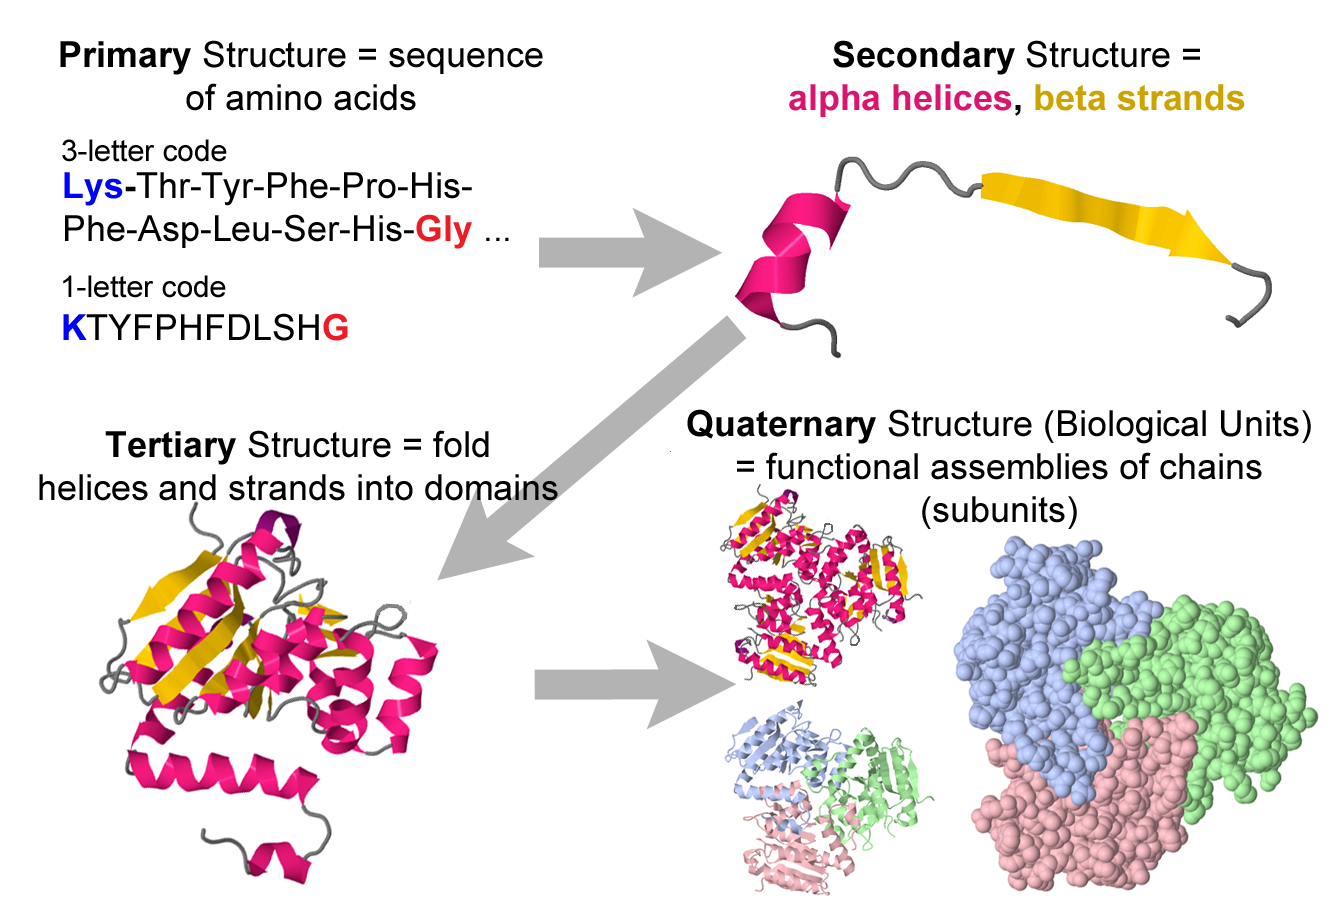 Primary Structure = sequence
of amino acids
3-letter code
Lys-Thr-Tyr-Phe-Pro-His-
Phe-Asp-Leu-Ser-His-Gly ...
1-letter code
KTYFPHFDLSHG
Secondary Structure =
alpha helices, beta strands
Tertiary Structure = fold
helices and strands into domains
Quaternary Structure (Biological Units)
= functional assemblies of chains
(subunits)